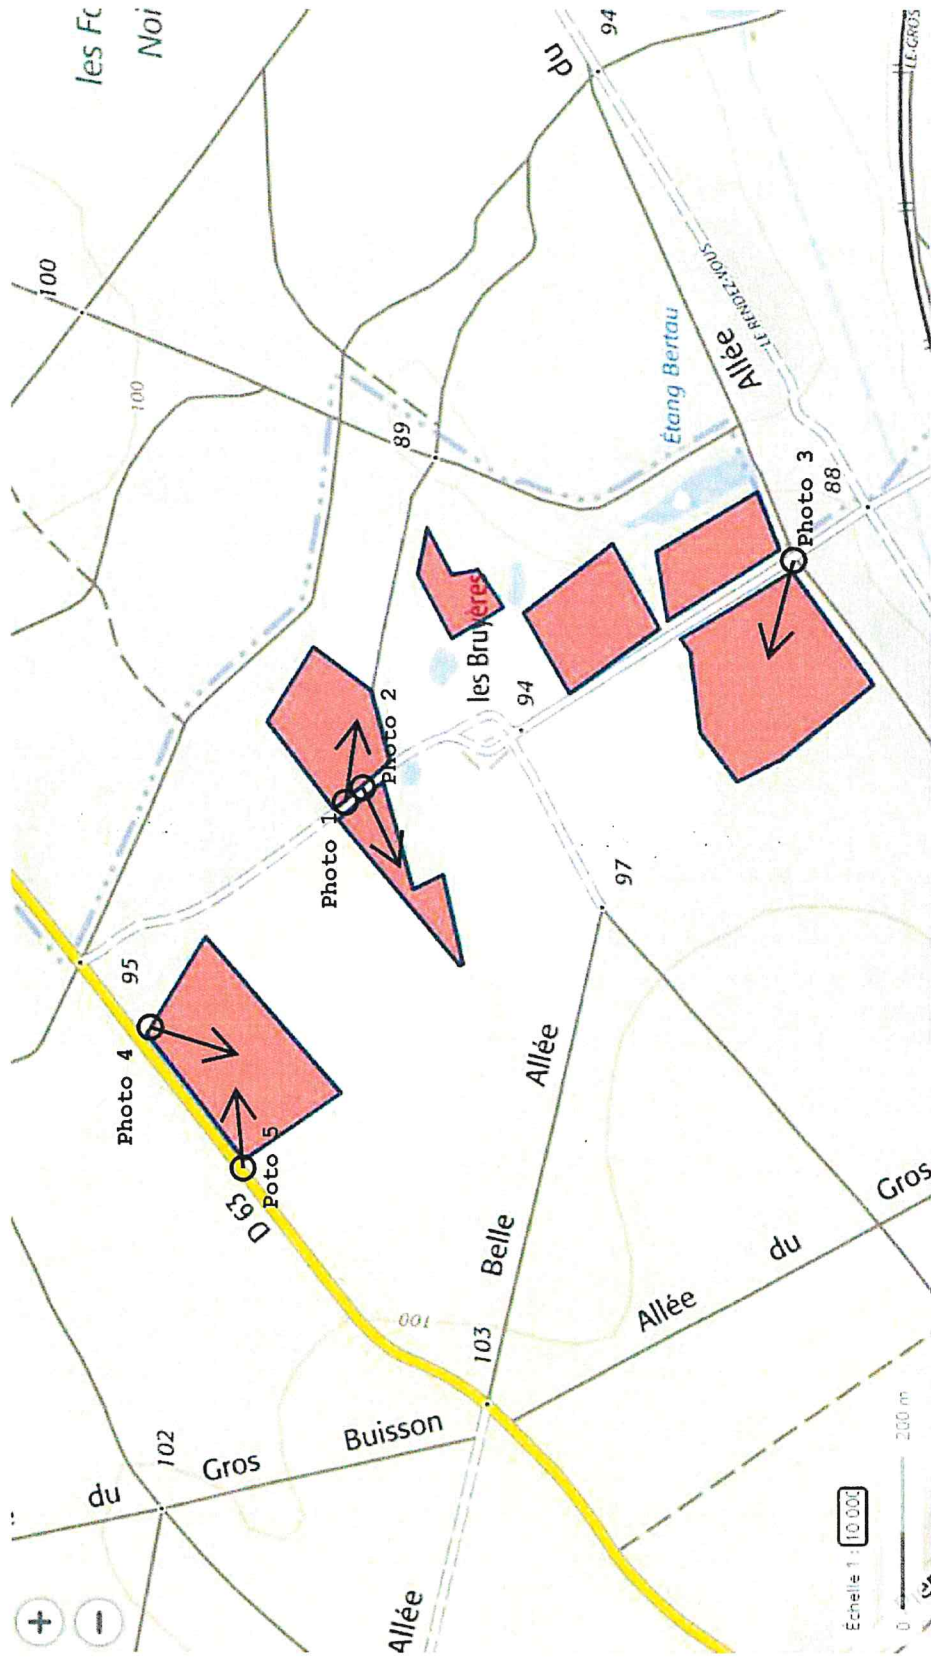 +
−
100
les Fo
Noi
du
102
Gros
Buisson
Photo 4
95
100
D 63
Poto 5
Photo 1
Photo 2
89
100
Allée
103
Belle
Allée
les Bruyères
94
97
du
94
Étang Bertau
Allée
Allée
du
LE RENDEZ-VOUS
Photo 3
88
Échelle 1 : 10 000
0
200 m
Gros
LE-GROS